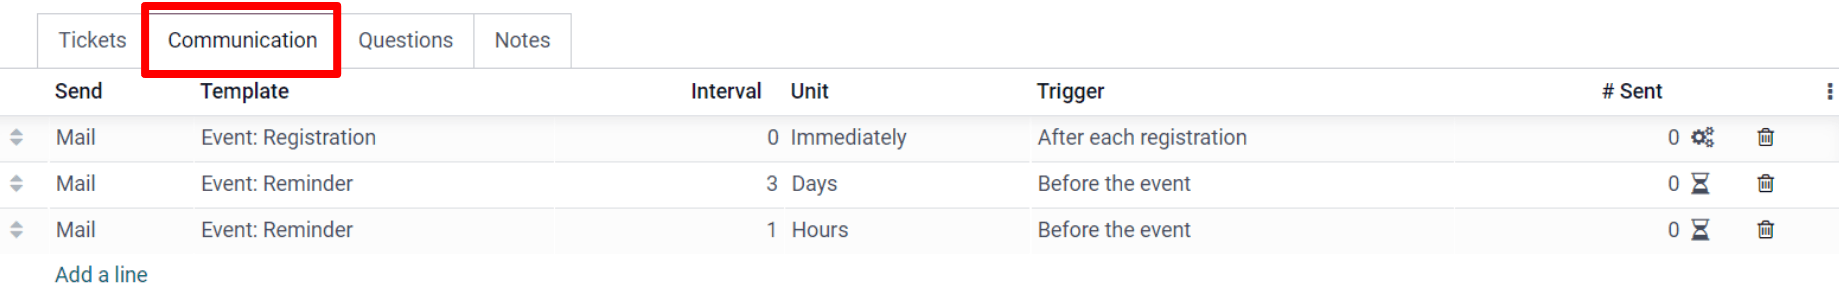 Tickets Communication Questions Notes
Send Template Interval Unit Trigger # Sent
Mail Event: Registration 0 Immediately After each registration 0
Mail Event: Reminder 3 Days Before the event 0
Mail Event: Reminder 1 Hours Before the event 0
Add a line